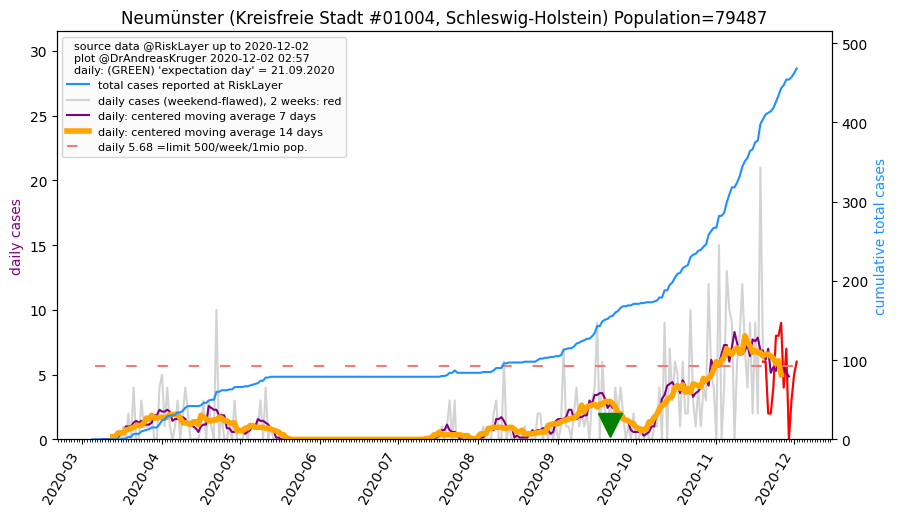 Neumünster (Kreisfreie Stadt #01004, Schleswig-Holstein) Population=79487
source data @RiskLayer up to 2020-12-02
plot @DrAndreasKruger 2020-12-02 02:57
daily: (GREEN) 'expectation day' = 21.09.2020
total cases reported at RiskLayer
daily cases (weekend-flawed), 2 weeks: red
daily: centered moving average 7 days
daily: centered moving average 14 days
daily 5.68 =limit 500/week/1mio pop.
daily cases
30
25
20
15
10
5
0
cumulative total cases
500
400
300
200
100
0
2020-03
2020-04
2020-05
2020-06
2020-07
2020-08
2020-09
2020-10
2020-11
2020-12